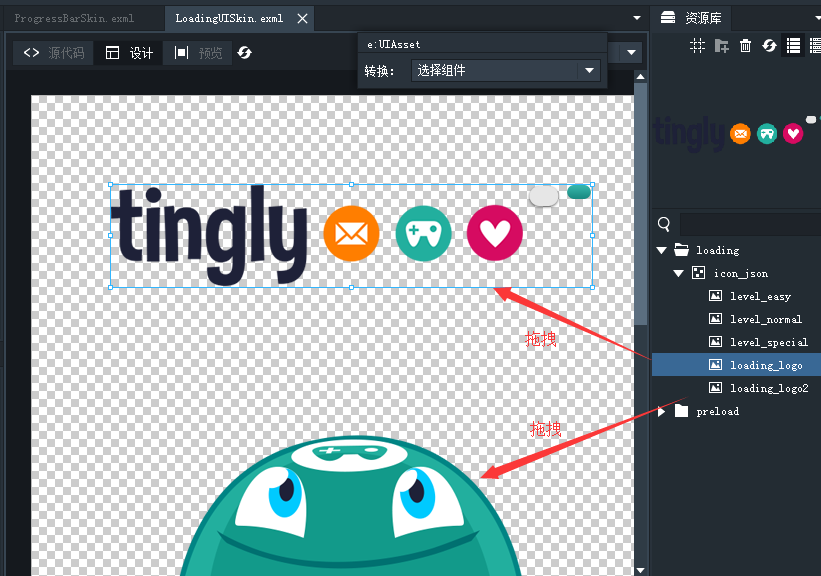 ProgressBarSkin.exml
LoadingUISkin.exml
资源库
<> 源代码
设计
预览
e:UIAsset
转换:
选择组件
tingly
tingly
loading
icon_json
level_easy
level_normal
level_special
loading_logo
loading_logo2
preload
拖拽
拖拽